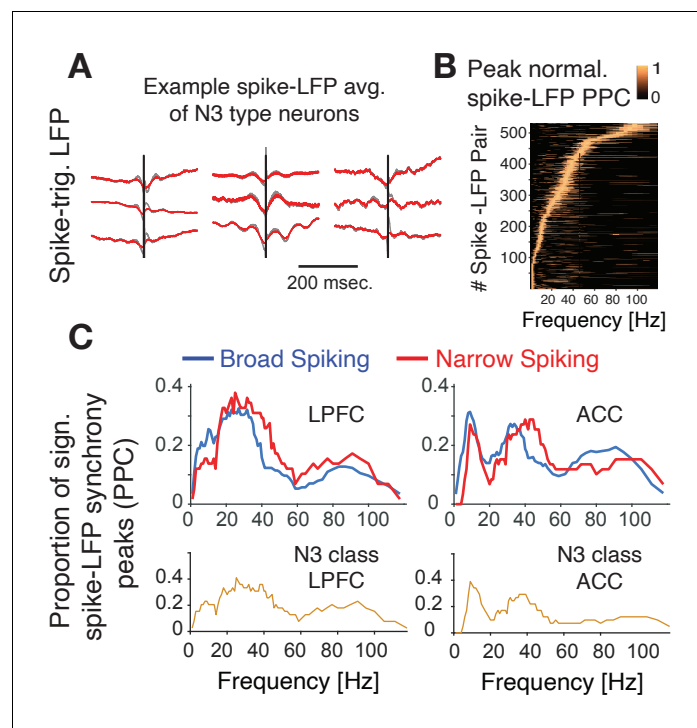 A
Example spike-LFP avg.
of N3 type neurons
Spike-trig. LFP
200 msec.
B
Peak normal.
spike-LFP PPC
1
0
# Spike -LFP Pair
500
400
300
200
100
20 40 60 80 100
Frequency [Hz]
C
Broad Spiking
Narrow Spiking
Proportion of sign.
spike-LFP synchrony
peaks (PPC)
LPFC
0.4
0.2
0
0 20 40 60 80 100
ACC
0.4
0.2
0
0 20 40 60 80 100
N3 class
LPFC
0.4
0.2
0
0 20 40 60 80 100
Frequency [Hz]
N3 class
ACC
0.4
0.2
0
0 20 40 60 80 100
Frequency [Hz]